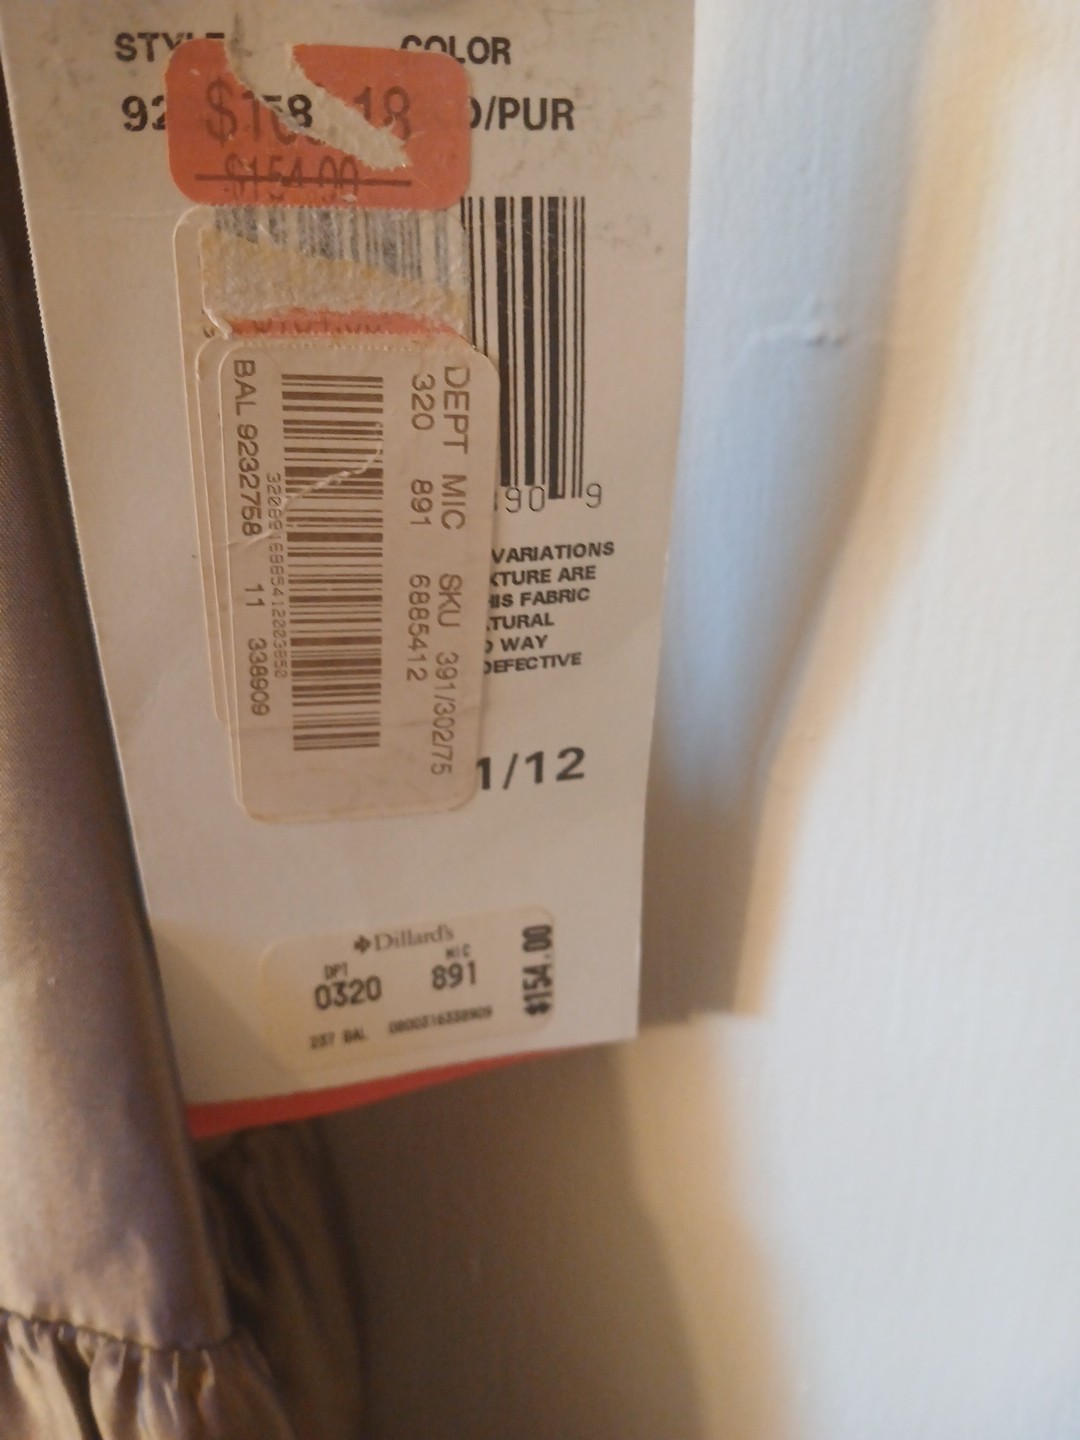 STYLE COLOR
92 /PUR
$154.00
90 9
DEPT MIC SKU 391/302/75
320 891 6885412
BAL 9232758 11 338909
VARIATIONS
XTURE ARE
HIS FABRIC
TURAL
WAY
DEFECTIVE
1/12
Dillard's
DPT MIC
0320 891
$154.00
237 BAL 0800316338909